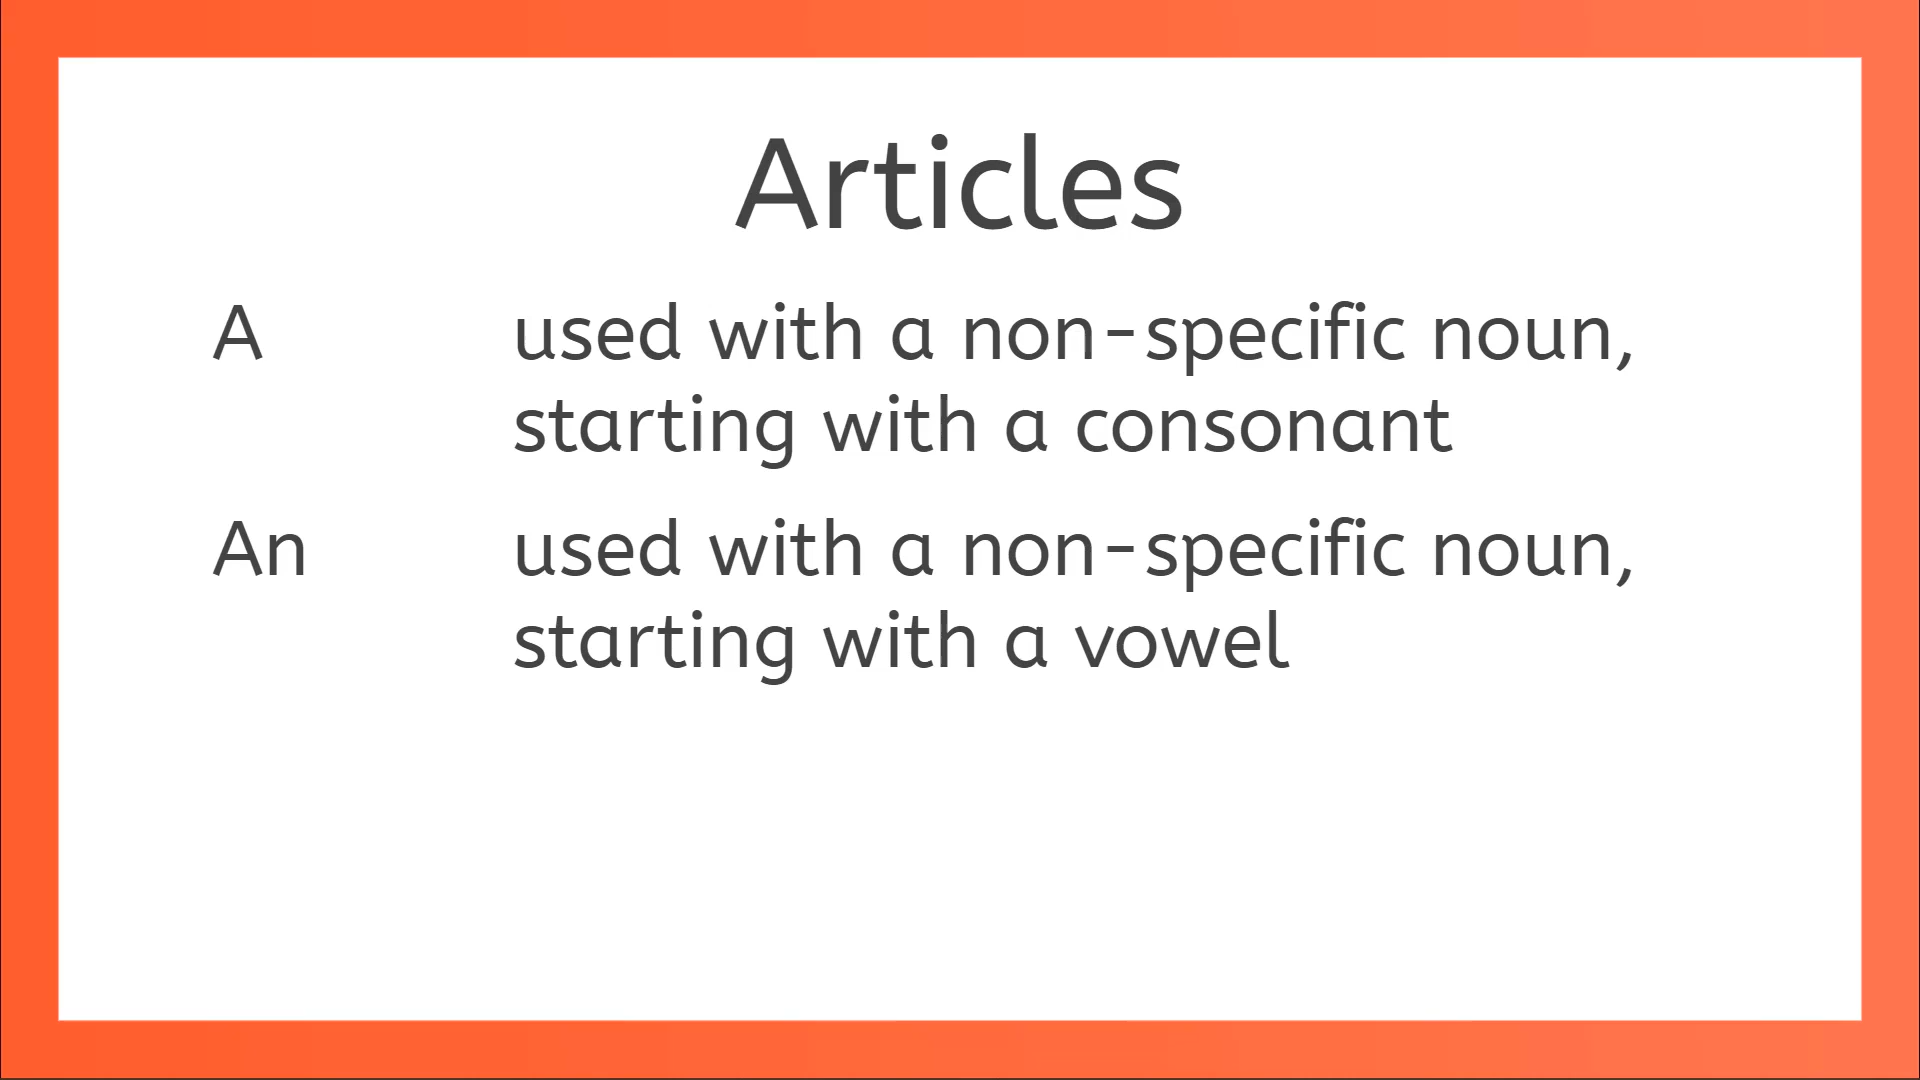 Articles
A used with a non-specific noun,
starting with a consonant
An used with a non-specific noun,
starting with a vowel